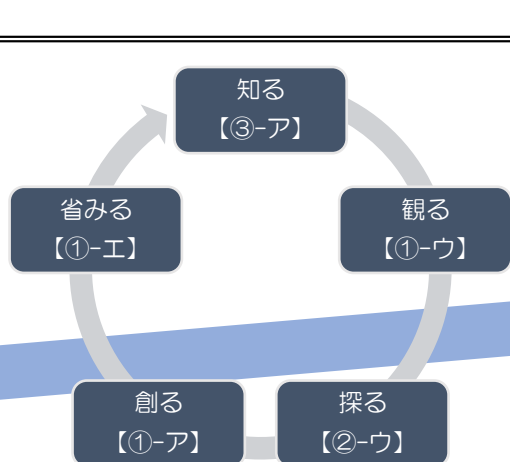 知る
【③-ア】
省みる
【①-エ】
観る
【①-ウ】
創る
【①-ア】
探る
【②-ウ】